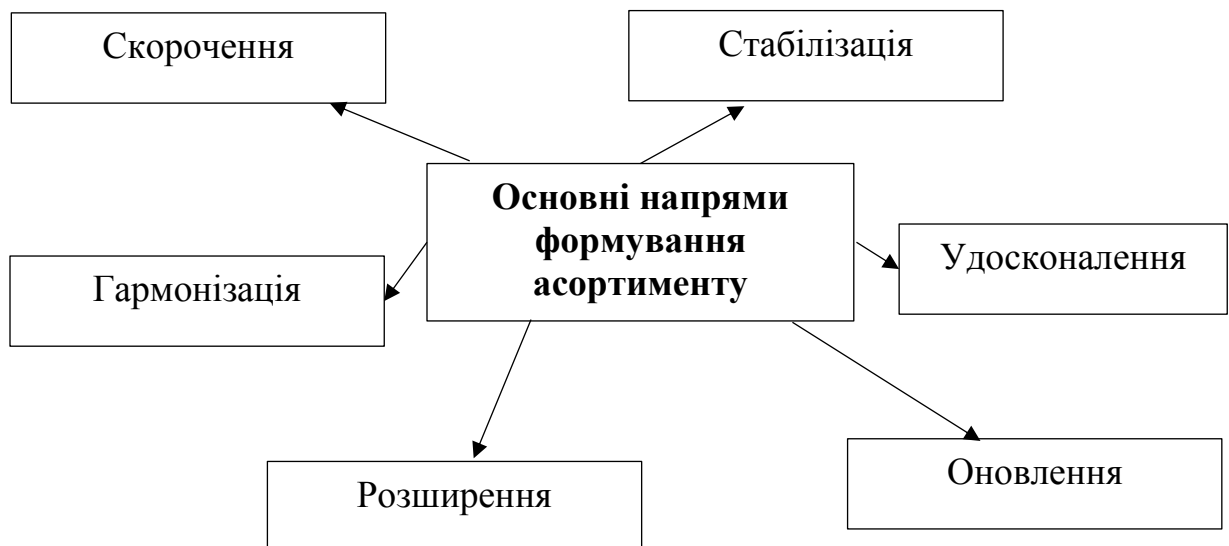 Скорочення
Стабілізація
Основні напрями
формування
асортименту
Удосконалення
Гармонізація
Оновлення
Розширення